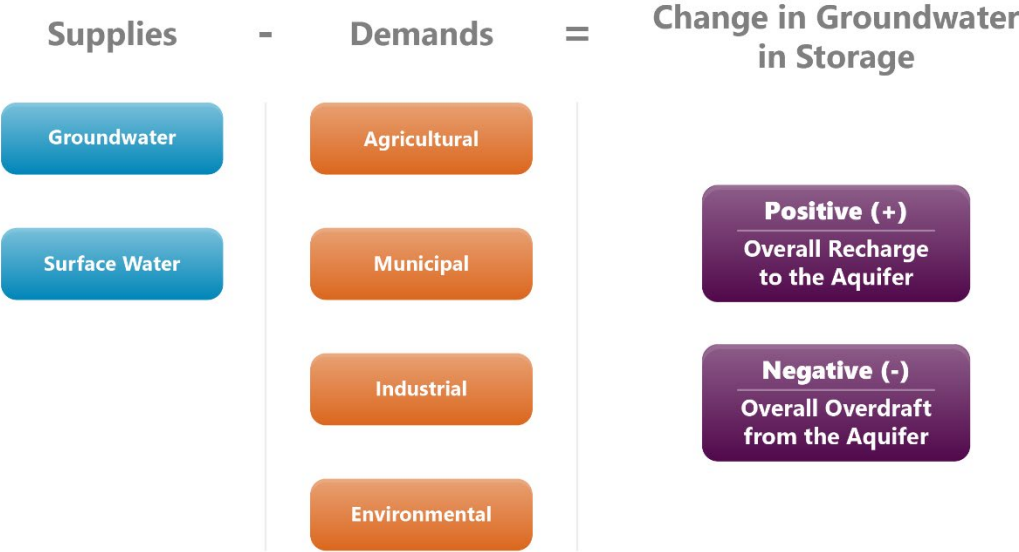 Supplies - Demands = Change in Groundwater
in Storage
Groundwater
Surface Water
Agricultural
Municipal
Industrial
Environmental
Positive (+)
Overall Recharge
to the Aquifer
Negative (-)
Overall Overdraft
from the Aquifer